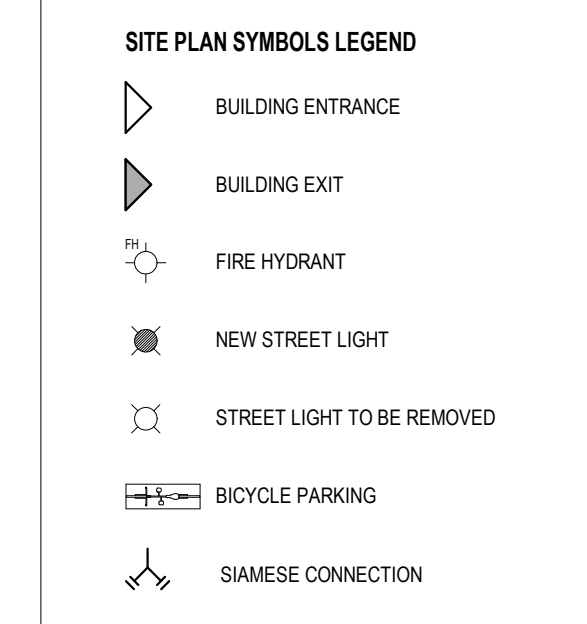 SITE PLAN SYMBOLS LEGEND
BUILDING ENTRANCE
BUILDING EXIT
FH
FIRE HYDRANT
NEW STREET LIGHT
STREET LIGHT TO BE REMOVED
BICYCLE PARKING
SIAMESE CONNECTION